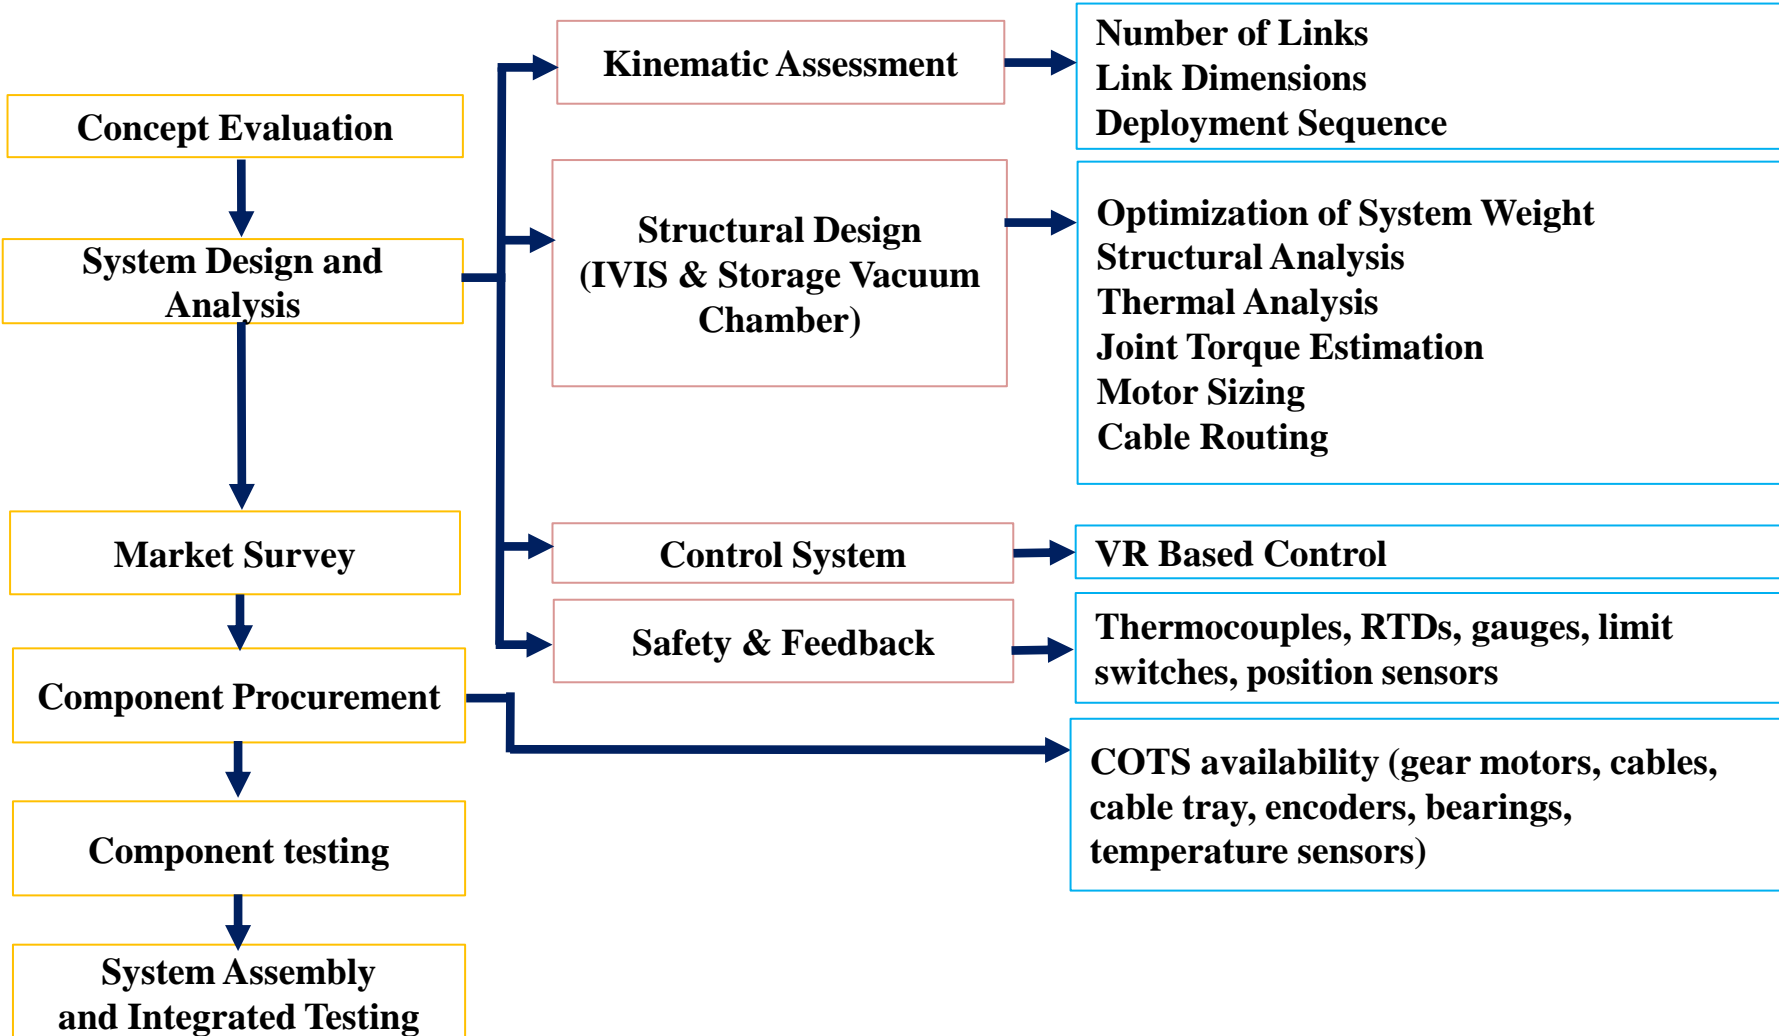 Concept Evaluation
System Design and
Analysis
Market Survey
Component Procurement
Component testing
System Assembly
and Integrated Testing
Kinematic Assessment
Structural Design
(IVIS & Storage Vacuum
Chamber)
Control System
Safety & Feedback
Number of Links
Link Dimensions
Deployment Sequence
Optimization of System Weight
Structural Analysis
Thermal Analysis
Joint Torque Estimation
Motor Sizing
Cable Routing
VR Based Control
Thermocouples, RTDs, gauges, limit
switches, position sensors
COTS availability (gear motors, cables,
cable tray, encoders, bearings,
temperature sensors)